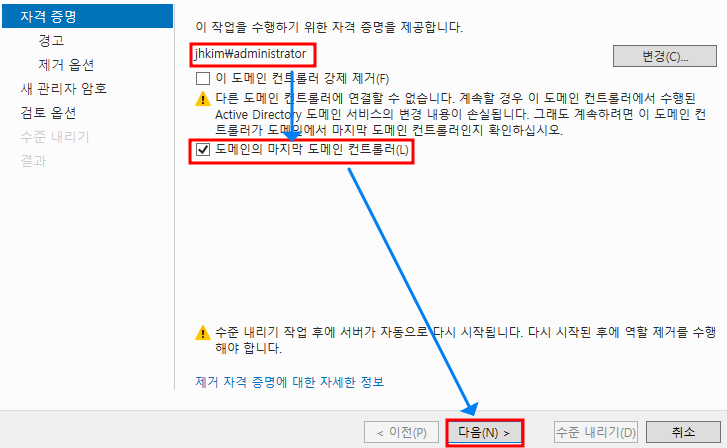 자격 증명
경고
제거 옵션
새 관리자 암호
검토 옵션
수준 내리기
결과
이 작업을 수행하기 위한 자격 증명을 제공합니다.
jhkim₩administrator
변경(C)...
이 도메인 컨트롤러 강제 제거(F)
다른 도메인 컨트롤러에 연결할 수 없습니다. 계속할 경우 이 도메인 컨트롤러에서 수행된
Active Directory 도메인 서비스의 변경 내용이 손실됩니다. 그래도 계속하려면 이 도메인 컨
트롤러가 도메인에서 마지막 도메인 컨트롤러인지 확인하십시오.
도메인의 마지막 도메인 컨트롤러(L)
수준 내리기 작업 후에 서버가 자동으로 다시 시작됩니다. 다시 시작된 후에 역할 제거를 수행
해야 합니다.
제거 자격 증명에 대한 자세한 정보
< 이전(P)
다음(N) >
수준 내리기(D)
취소